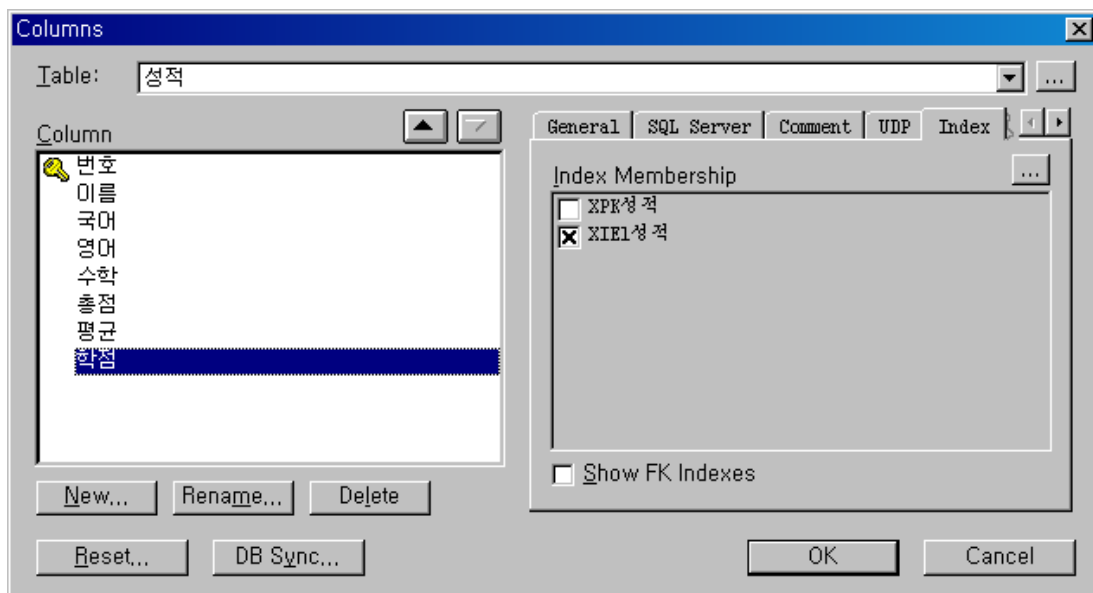 Columns
Table:
성적
...
Column
번호
이름
국어
영어
수학
총점
평균
학점
New...
Rename...
Delete
Reset...
DB Sync...
General
SQL Server
Comment
UDP
Index
Index Membership
...
XPK성적
XIE1성적
Show FK Indexes
OK
Cancel